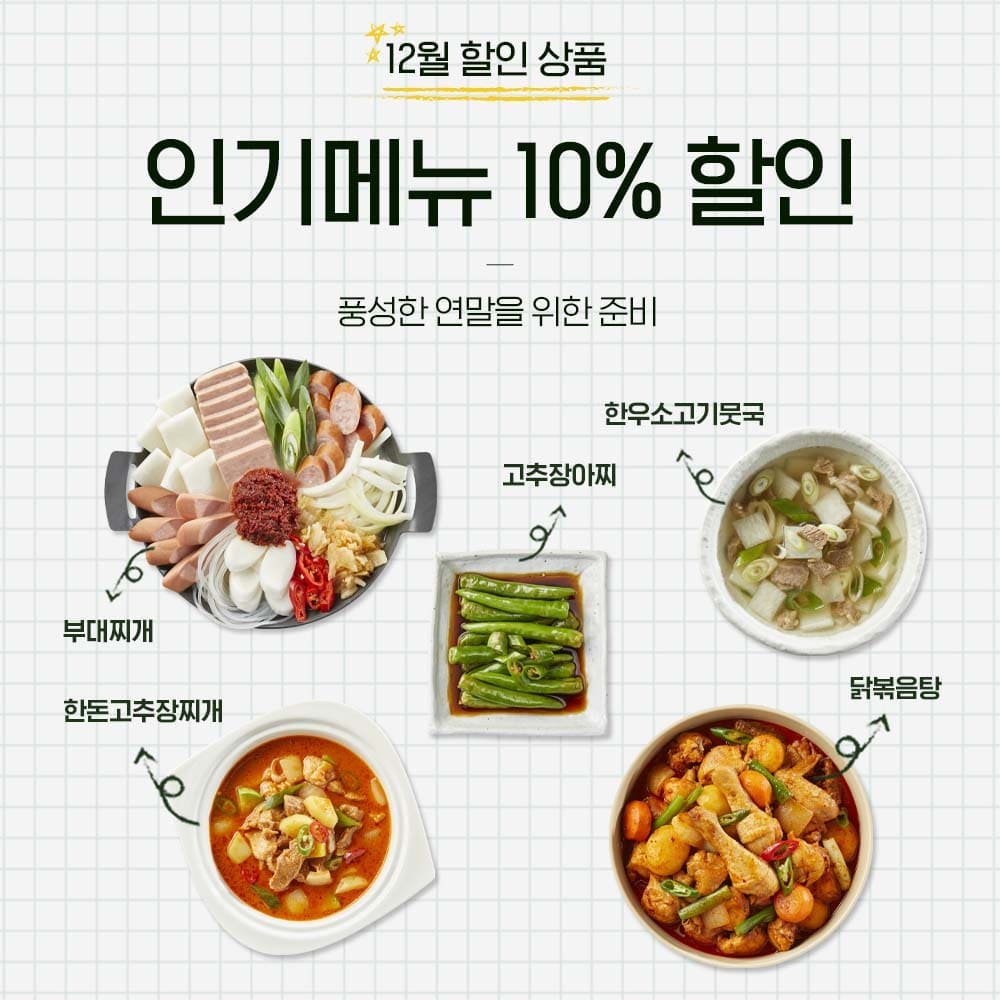 12월 할인 상품
인기메뉴 10% 할인
풍성한 연말을 위한 준비
한우소고기뭇국
고추장아찌
부대찌개
닭볶음탕
한돈고추장찌개